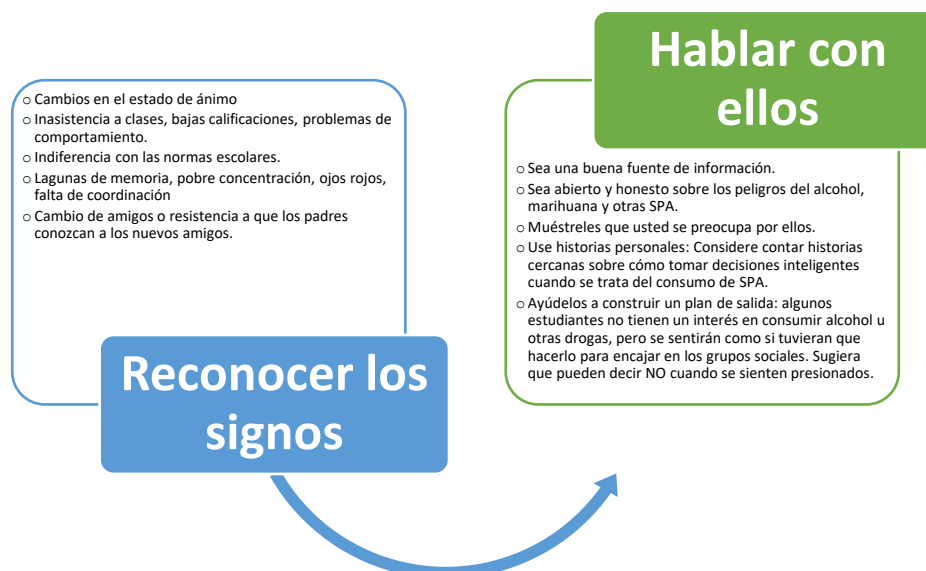 ○ Cambios en el estado de ánimo
○ Inasistencia a clases, bajas calificaciones, problemas de
comportamiento.
○ Indiferencia con las normas escolares.
○ Lagunas de memoria, pobre concentración, ojos rojos,
falta de coordinación
○ Cambio de amigos o resistencia a que los padres
conozcan a los nuevos amigos.
Reconocer los
signos
Hablar con
ellos
○ Sea una buena fuente de información.
○ Sea abierto y honesto sobre los peligros del alcohol,
marihuana y otras SPA.
○ Muéstreles que usted se preocupa por ellos.
○ Use historias personales: Considere contar historias
cercanas sobre cómo tomar decisiones inteligentes
cuando se trata del consumo de SPA.
○ Ayúdelos a construir un plan de salida: algunos
estudiantes no tienen un interés en consumir alcohol u
otras drogas, pero se sentirán como si tuvieran que
hacerlo para encajar en los grupos sociales. Sugiera
que pueden decir NO cuando se sienten presionados.